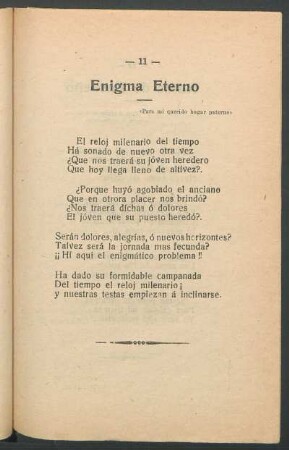 — 11 —
Enigma Eterno
«Para mi querido hogar paterno»
El reloj milenario del tiempo
Há sonado de nuevo otra vez
¿Que nos traerá su jóven heredero
Que hoy llega lleno de altivez?.
¿Porque huyó agobiado el anciano
Que en otrora placer nos brindó?
¿Nos traerá dichas ó dolores
El jóven que su puesto heredó?.
Serán dolores, alegrías, ó nuevos horizontes?
Talvez será la jornada mus fecunda?
¡¡ Hí aquí el enigmático problema !!
Ha dado su formidable campanada
Del tiempo el reloj milenario ;
y nuestras testas empiezan á inclinarse.